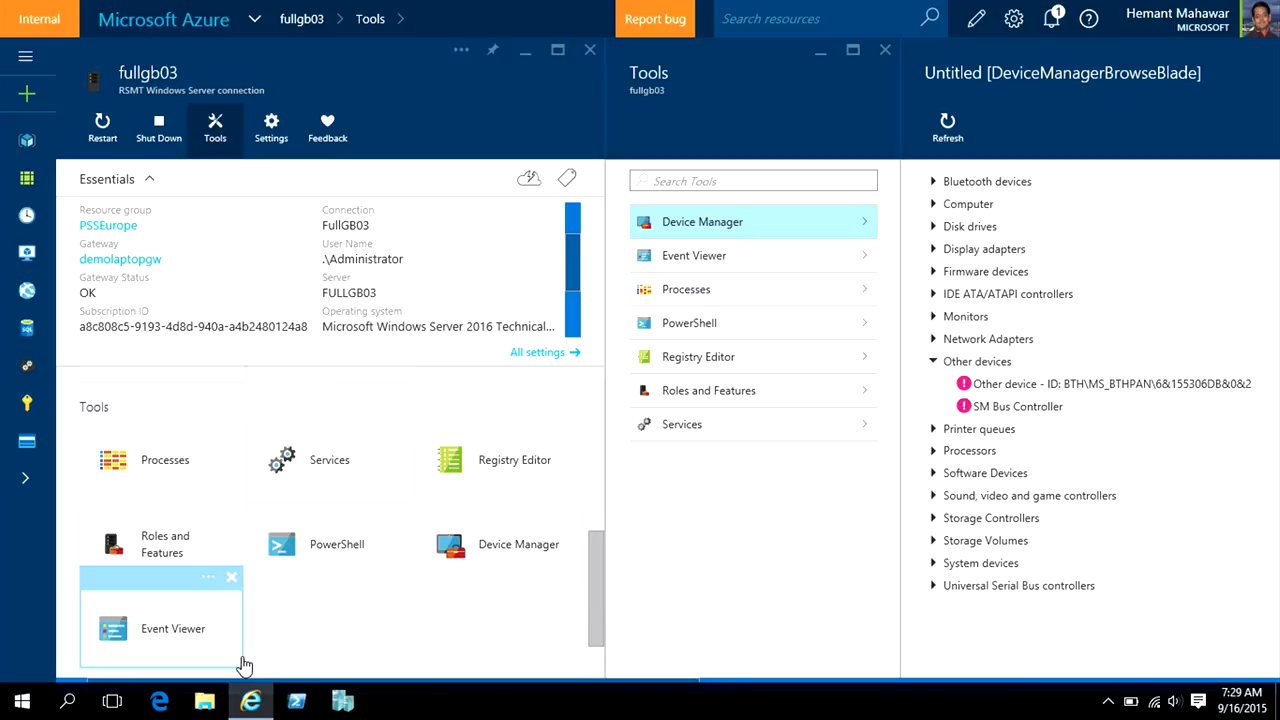 Internal
Microsoft Azure
fullgb03
Tools
Report bug
Search resources
1
Hemant Mahawar
MICROSOFT
fullgb03
RSMT Windows Server connection
Restart
Shut Down
Tools
Settings
Feedback
Essentials
Resource group
PSSEurope
Gateway
demolaptopgw
Gateway Status
OK
Subscription ID
a8c808c5-9193-4d8d-940a-a4b2480124a8
Connection
FullGB03
User Name
.\Administrator
Server
FULLGB03
Operating system
Microsoft Windows Server 2016 Technical...
All settings
Tools
Processes
Services
Registry Editor
Roles and
Features
PowerShell
Device Manager
Event Viewer
Tools
fullgb03
Search Tools
Device Manager
Event Viewer
Processes
PowerShell
Registry Editor
Roles and Features
Services
Untitled [DeviceManagerBrowseBlade]
Refresh
Bluetooth devices
Computer
Disk drives
Display adapters
Firmware devices
IDE ATA/ATAPI controllers
Monitors
Network Adapters
Other devices
Other device - ID: BTH\MS_BTHPAN\6&155306DB&0&2
SM Bus Controller
Printer queues
Processors
Software Devices
Sound, video and game controllers
Storage Controllers
Storage Volumes
System devices
Universal Serial Bus controllers
7:29 AM
9/16/2015